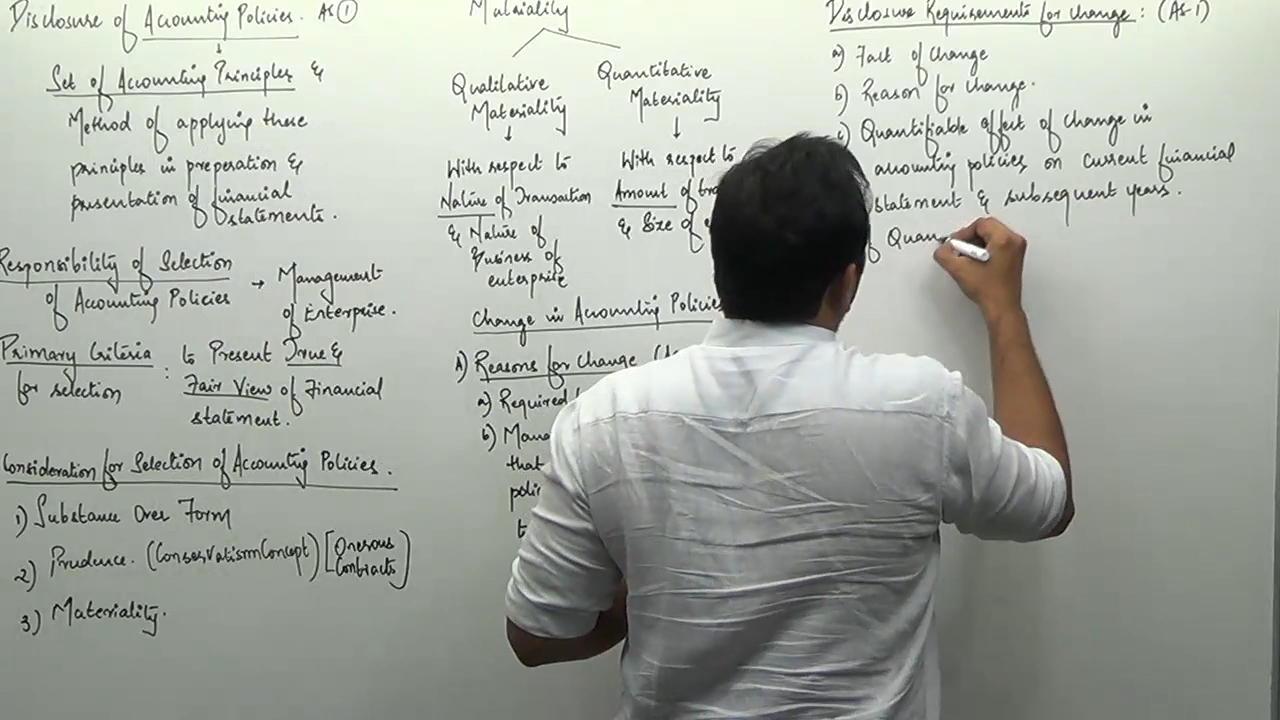 Disclosure of Accounting Policies. AS ①
Set of Accounting Principles &
Method of applying these
principles in preperation &
presentation of financial
statements.
Responsibility of Selection
of Accounting Policies → Management
of Enterprise.
Primary Criteria
for selection : to Present True &
Fair View of Financial
statement.
Consideration for Selection of Accounting Policies.
1) Substance Over Form
2) Prudence. (Conservatism Concept) [Onerous
Contracts]
3) Materiality.
Materiality
Qualitative
Materiality
With respect to
Nature of Transaction
& Nature of
Business of
enterprise
Quantitative
Materiality
With respect to
Amount of
& Size of
Change in Accounting Policies
A) Reasons for Change
a) Required
b)
that
Disclosure Requirements for change : (AS-1)
a) Fact of Change
b) Reason for change.
Quantifiable effect of change in
accounting policies on current financial
statement & subsequent years.